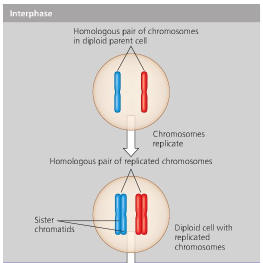 Interphase
Homologous pair of chromosomes
in diploid parent cell
Chromosomes
replicate
Homologous pair of replicated chromosomes
Sister
chromatids
Diploid cell with
replicated
chromosomes